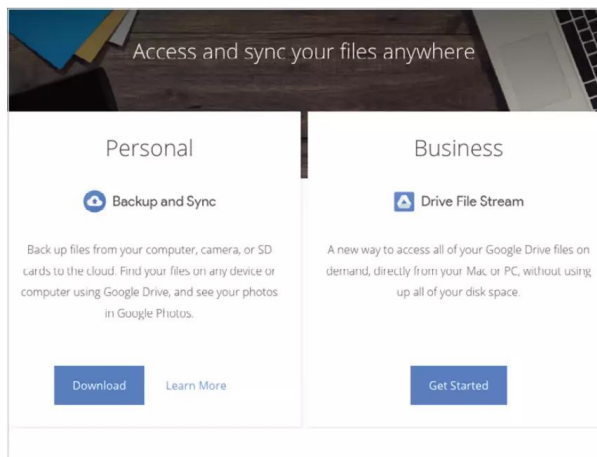 Access and sync your files anywhere
Personal
Backup and Sync
Back up files from your computer, camera, or SD
cards to the cloud. Find your files on any device or
computer using Google Drive, and see your photos
in Google Photos.
Download
Learn More
Business
Drive File Stream
A new way to access all of your Google Drive files on
demand, directly from your Mac or PC, without using
up all of your disk space.
Get Started